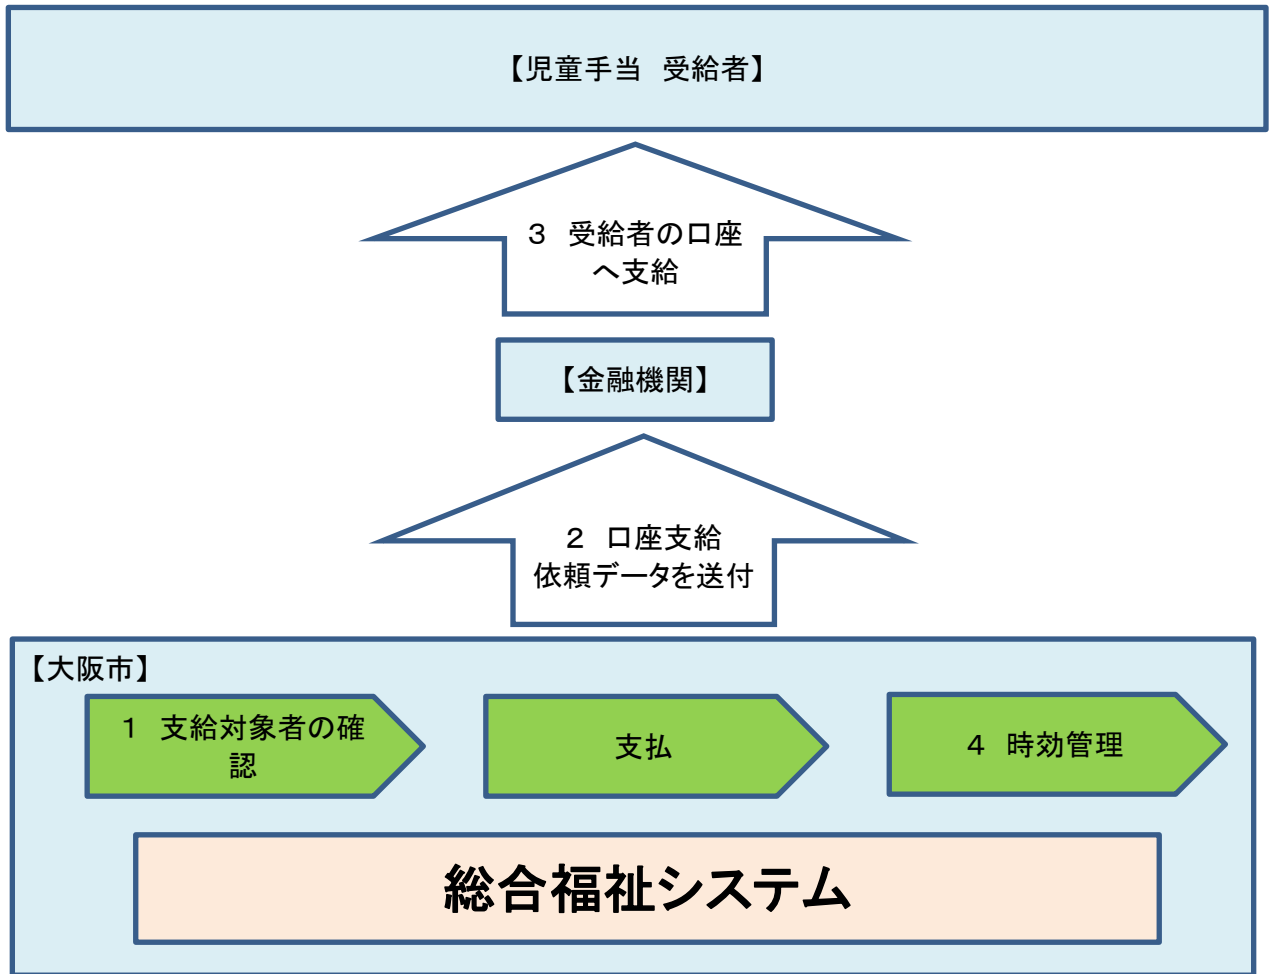 【児童手当　受給者】
３　受給者の口座
へ支給
【金融機関】
２　口座支給
依頼データを送付
【大阪市】
１　支給対象者の確
認
支払
４　時効管理
総合福祉システム